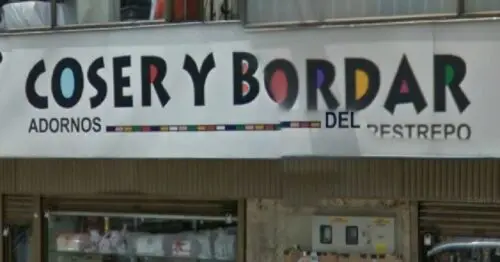 COSER Y BORDAR
ADORNOS DEL RESTREPO